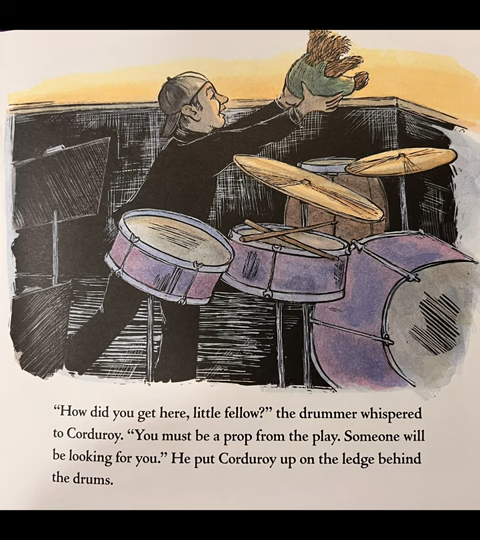 “How did you get here, little fellow?” the drummer whispered
to Corduroy. “You must be a prop from the play. Someone will
be looking for you.” He put Corduroy up on the ledge behind
the drums.